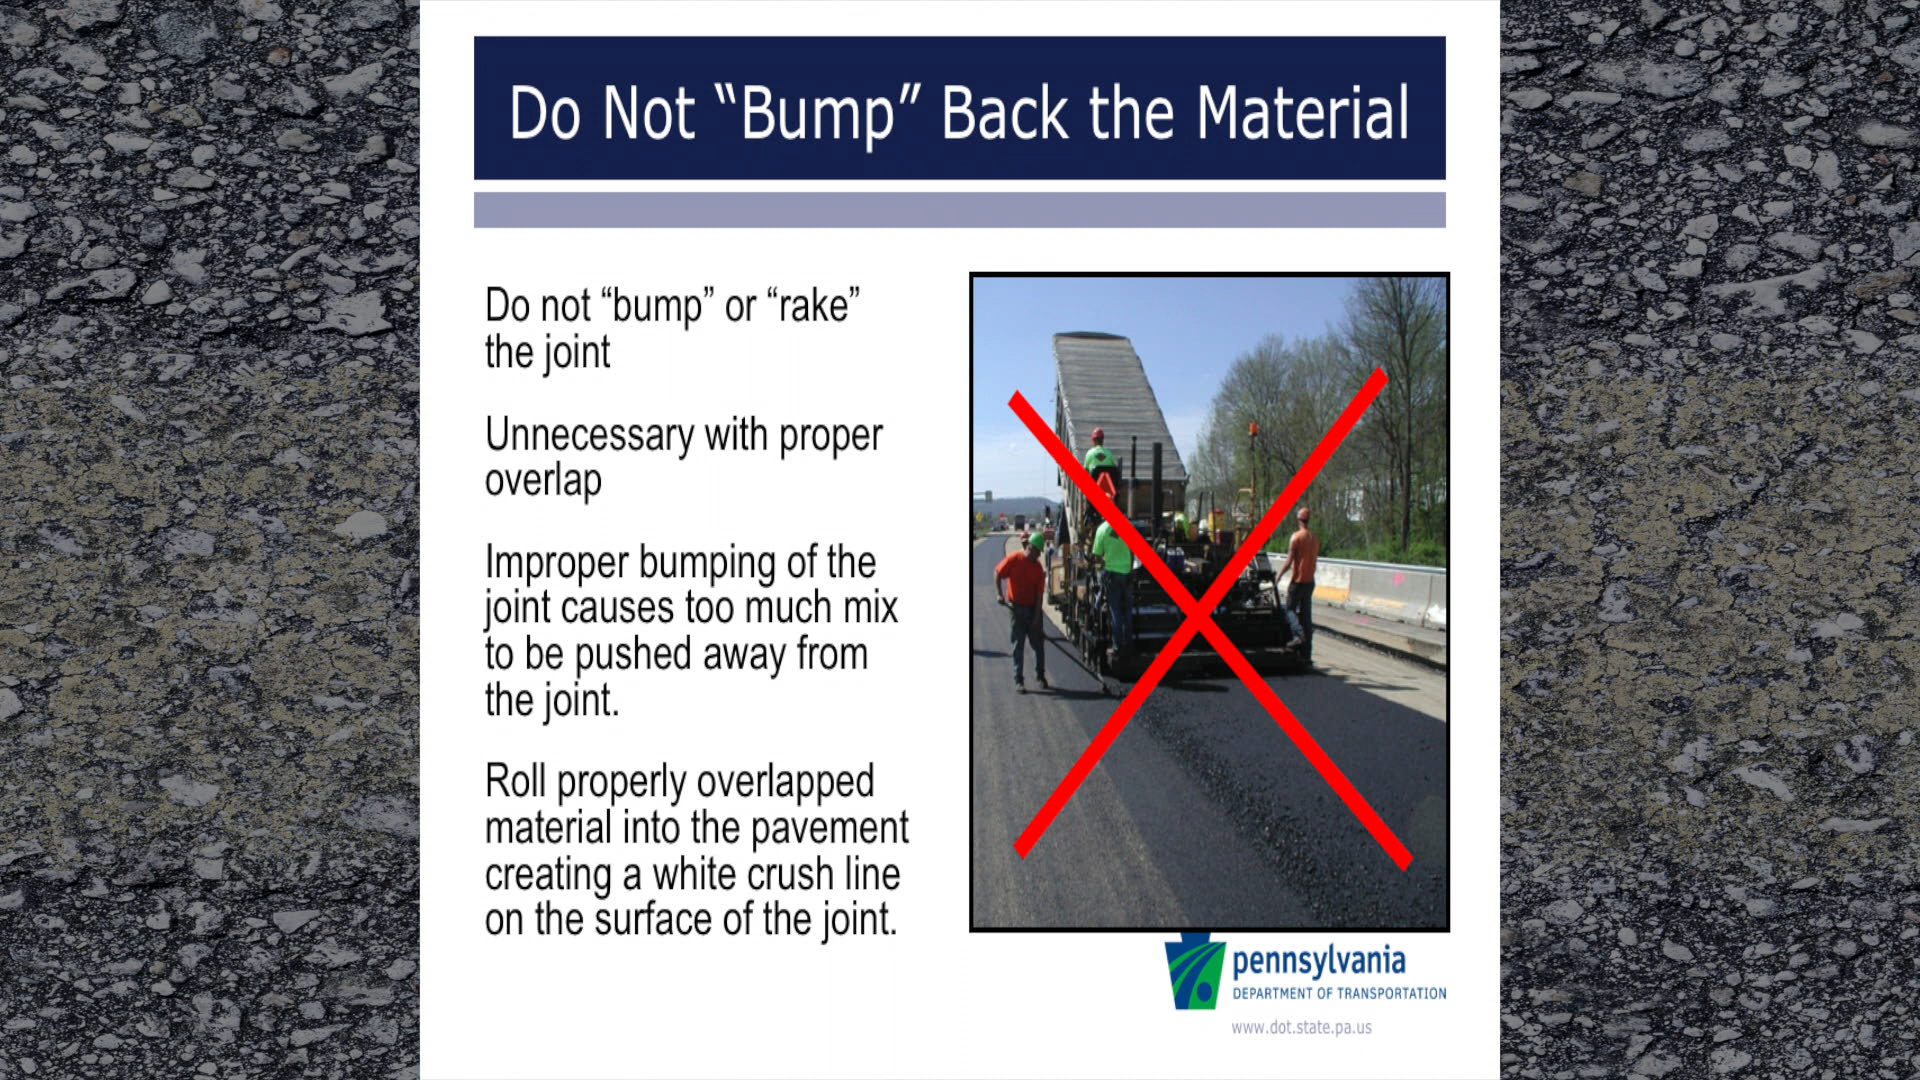 Do Not “Bump” Back the Material
Do not “bump” or “rake”
the joint
Unnecessary with proper
overlap
Improper bumping of the
joint causes too much mix
to be pushed away from
the joint.
Roll properly overlapped
material into the pavement
creating a white crush line
on the surface of the joint.
pennsylvania
DEPARTMENT OF TRANSPORTATION
www.dot.state.pa.us